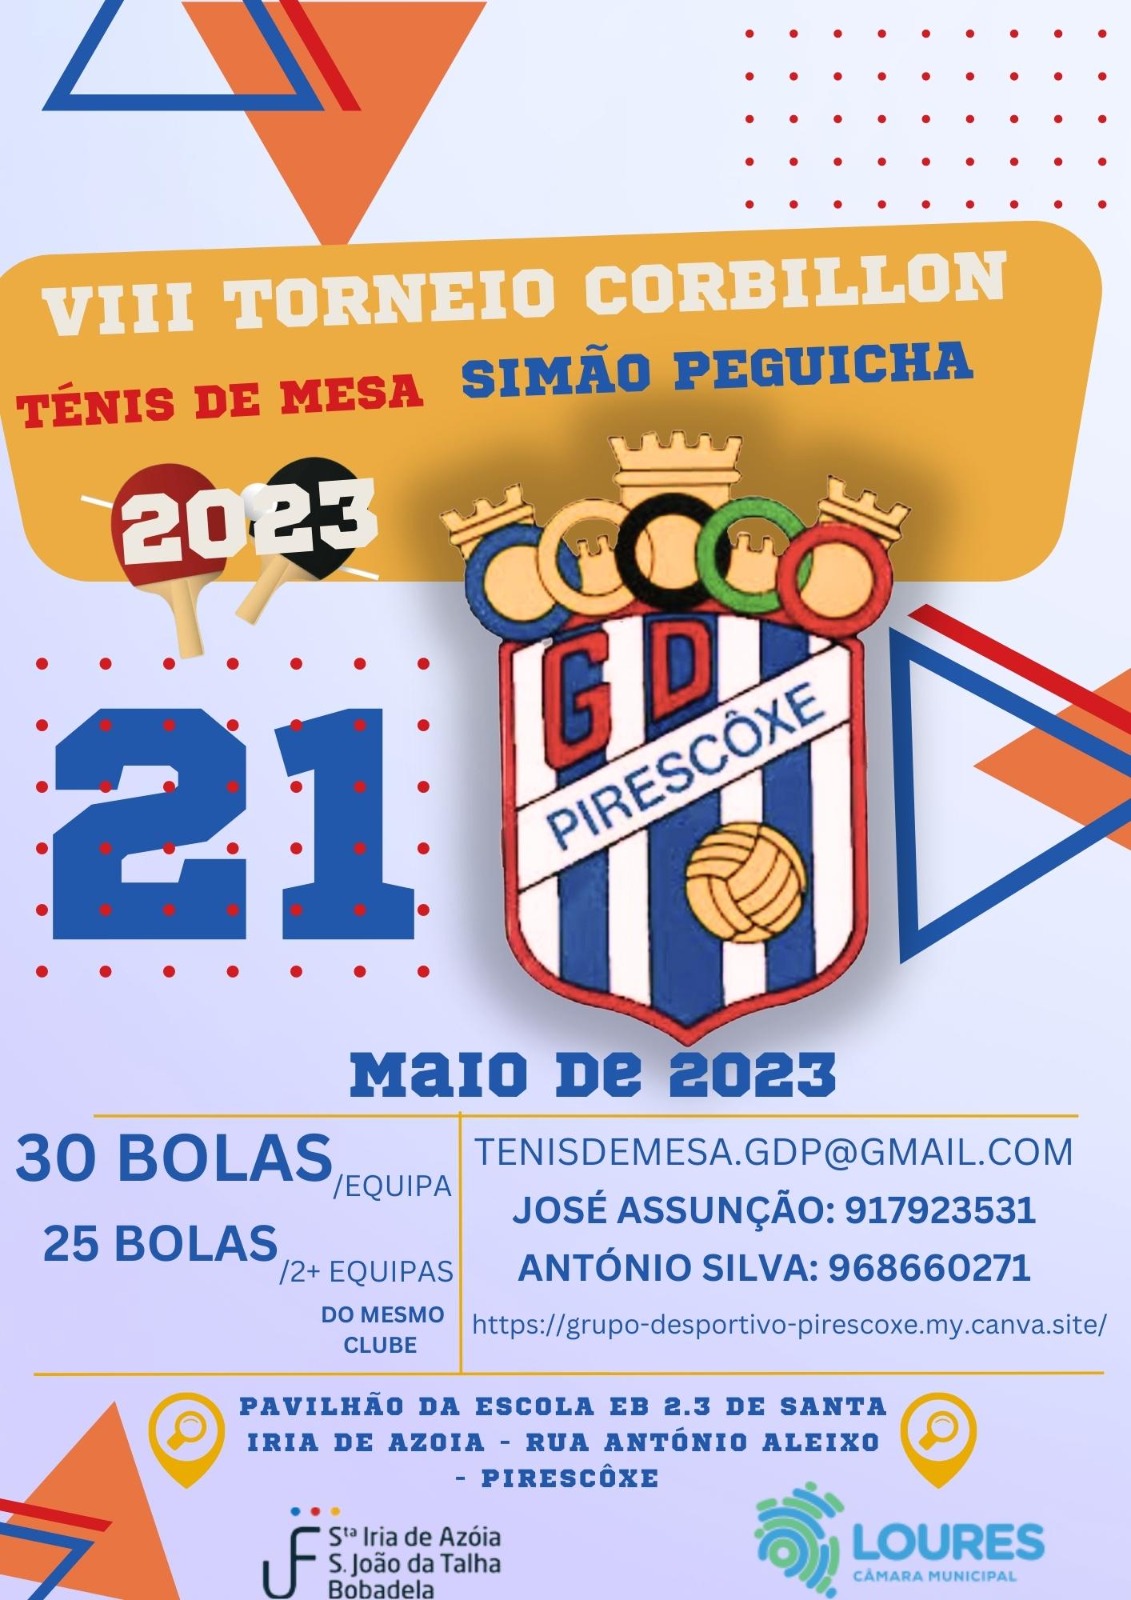 VIII TORNEIO CORBILLON
TÉNIS DE MESA
SIMÃO PEGUICHA
2023
GD
PIRESCÔXE
21
MAIO DE 2023
30 BOLAS/EQUIPA
25 BOLAS/2+ EQUIPAS
DO MESMO
CLUBE
TENISDEMESA.GDP@GMAIL.COM
JOSÉ ASSUNÇÃO: 917923531
ANTÓNIO SILVA: 968660271
https://grupo-desportivo-pirescoxe.my.canva.site/
PAVILHÃO DA ESCOLA EB 2.3 DE SANTA
IRIA DE AZOIA - RUA ANTÓNIO ALEIXO
- PIRESCÔXE
JF
Sta Iria de Azóia
S. João da Talha
Bobadela
LOURES
CÂMARA MUNICIPAL